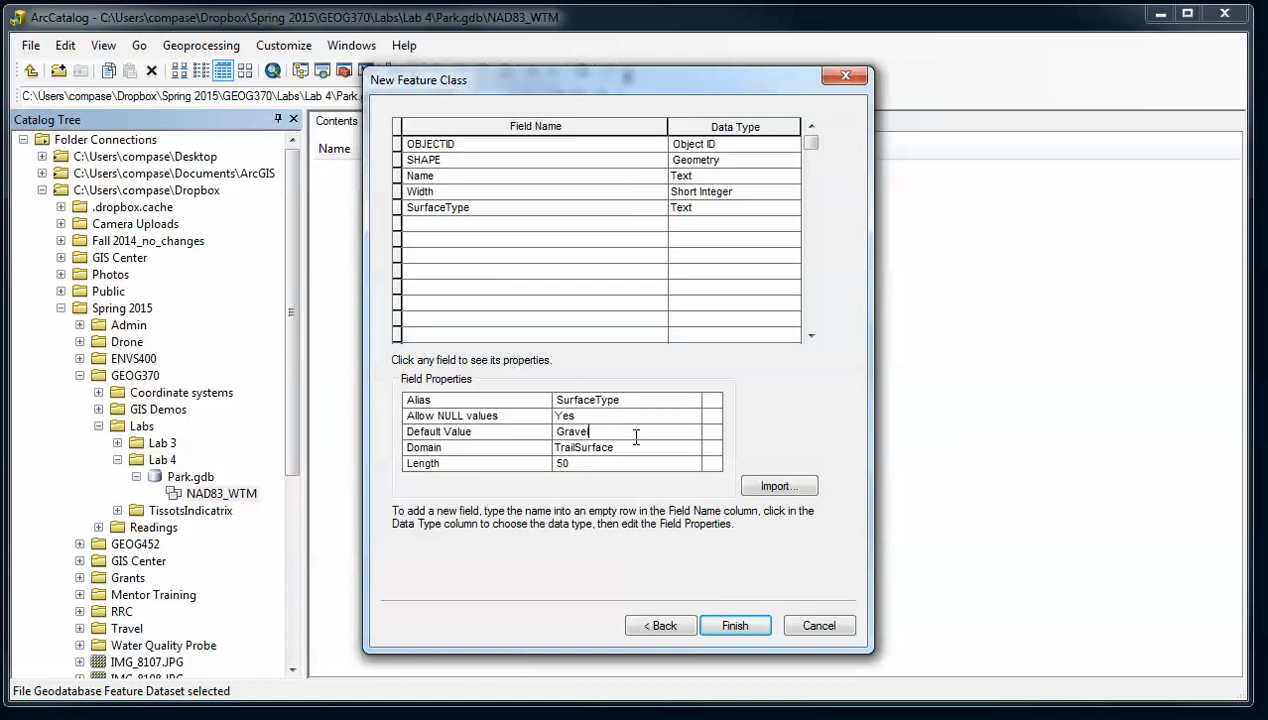 ArcCatalog - C:\Users\compase\Dropbox\Spring 2015\GEOG370\Labs\Lab 4\Park.gdb\NAD83_WTM
File Edit View Go Geoprocessing Customize Windows Help
C:\Users\compase\Dropbox\Spring 2015\GEOG370\Labs\Lab 4\Park.
Catalog Tree
Folder Connections
C:\Users\compase\Desktop
C:\Users\compase\Documents\ArcGIS
C:\Users\compase\Dropbox
.dropbox.cache
Camera Uploads
Fall 2014_no_changes
GIS Center
Photos
Public
Spring 2015
Admin
Drone
ENVS400
GEOG370
Coordinate systems
GIS Demos
Labs
Lab 3
Lab 4
Park.gdb
NAD83_WTM
TissotsIndicatrix
Readings
GEOG452
GIS Center
Grants
Mentor Training
RRC
Travel
Water Quality Probe
IMG_8107.JPG
Contents
Name
New Feature Class
Field Name Data Type
OBJECTID Object ID
SHAPE Geometry
Name Text
Width Short Integer
SurfaceType Text
Click any field to see its properties.
Field Properties
Alias SurfaceType
Allow NULL values Yes
Default Value Gravel
Domain TrailSurface
Length 50
Import...
To add a new field, type the name into an empty row in the Field Name column, click in the
Data Type column to choose the data type, then edit the Field Properties.
< Back Finish Cancel
File Geodatabase Feature Dataset selected